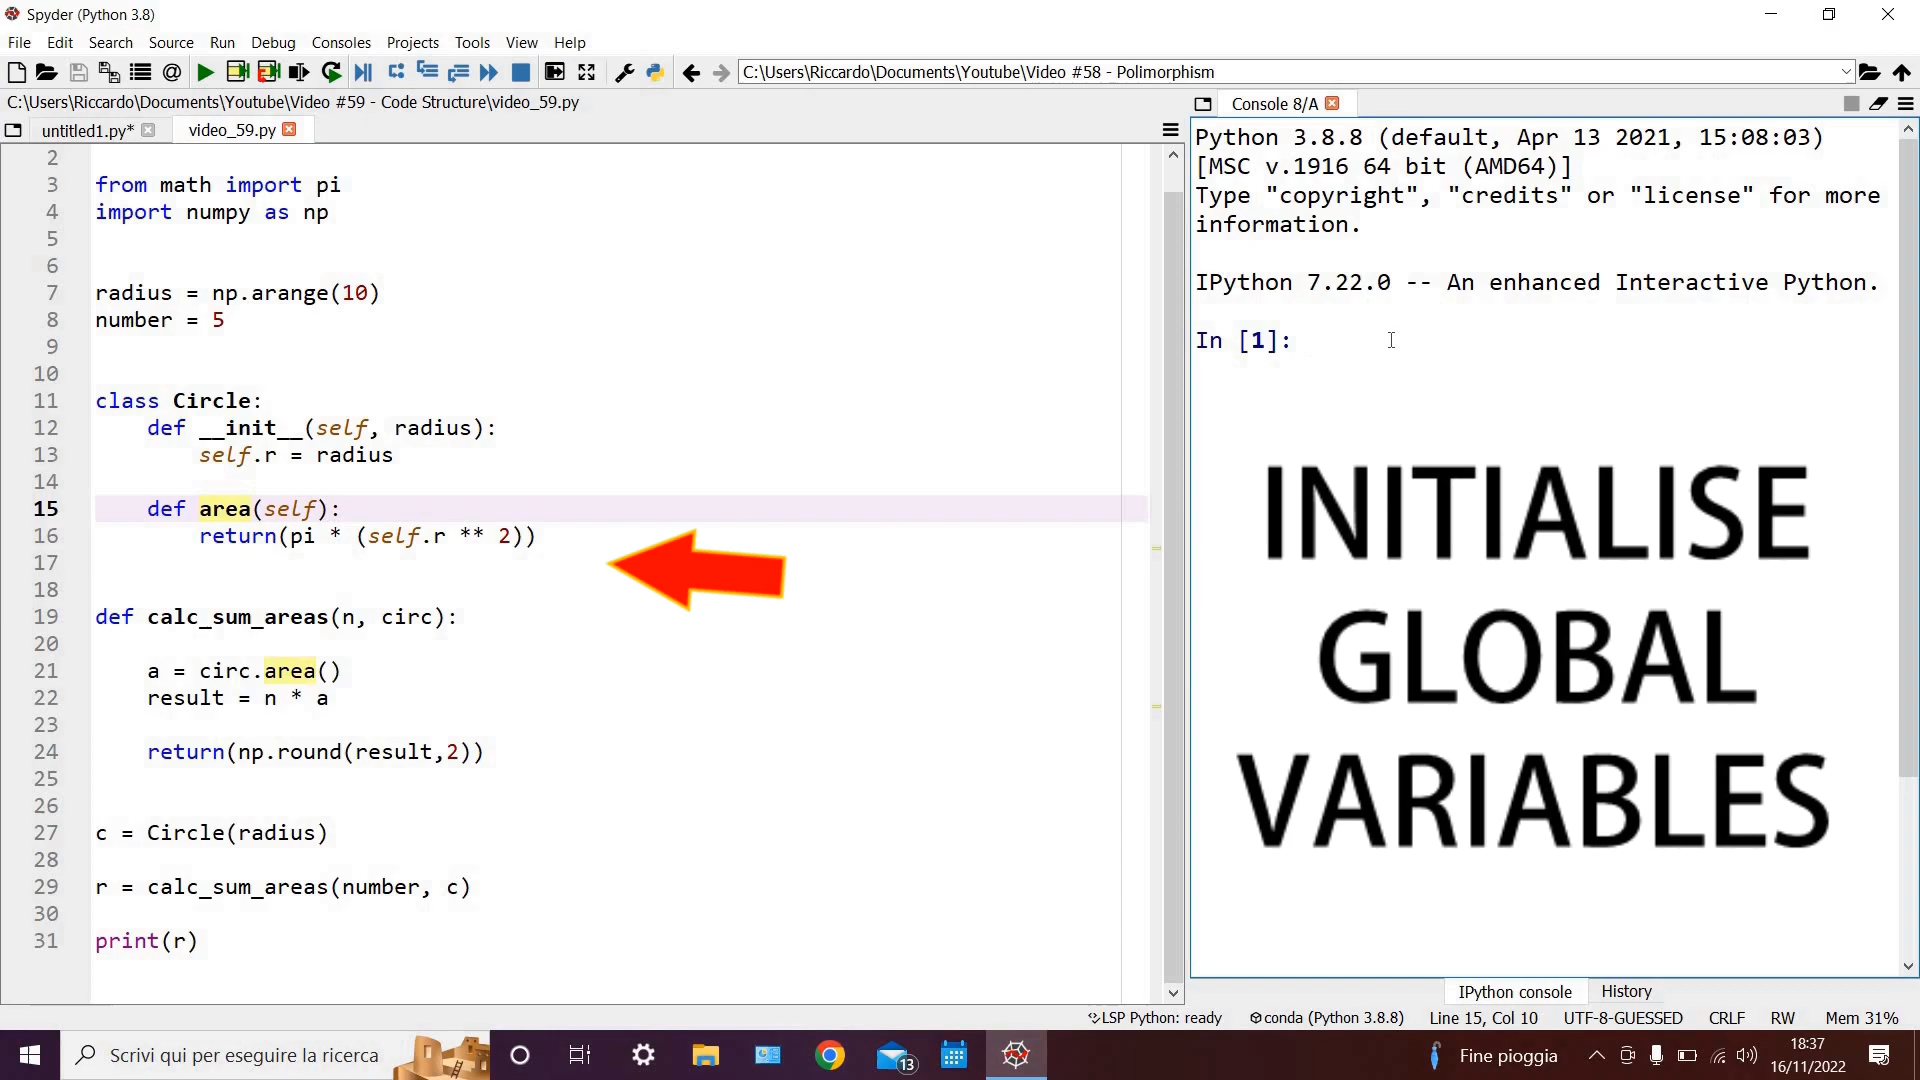 Spyder (Python 3.8)
File Edit Search Source Run Debug Consoles Projects Tools View Help
C:\Users\Riccardo\Documents\Youtube\Video #58 - Polimorphism
C:\Users\Riccardo\Documents\Youtube\Video #59 - Code Structure\video_59.py
untitled1.py*
video_59.py
2
3 from math import pi
4 import numpy as np
5
6
7 radius = np.arange(10)
8 number = 5
9
10
11 class Circle:
12 def __init__(self, radius):
13 self.r = radius
14
15 def area(self):
16 return(pi * (self.r ** 2))
17
18
19 def calc_sum_areas(n, circ):
20
21 a = circ.area()
22 result = n * a
23
24 return(np.round(result,2))
25
26
27 c = Circle(radius)
28
29 r = calc_sum_areas(number, c)
30
31 print(r)
Console 8/A
Python 3.8.8 (default, Apr 13 2021, 15:08:03)
[MSC v.1916 64 bit (AMD64)]
Type "copyright", "credits" or "license" for more
information.
IPython 7.22.0 -- An enhanced Interactive Python.
In [1]:
INITIALISE
GLOBAL
VARIABLES
IPython console History
LSP Python: ready conda (Python 3.8.8) Line 15, Col 10 UTF-8-GUESSED CRLF RW Mem 31%
Scrivi qui per eseguire la ricerca
13
Fine pioggia
18:37
16/11/2022